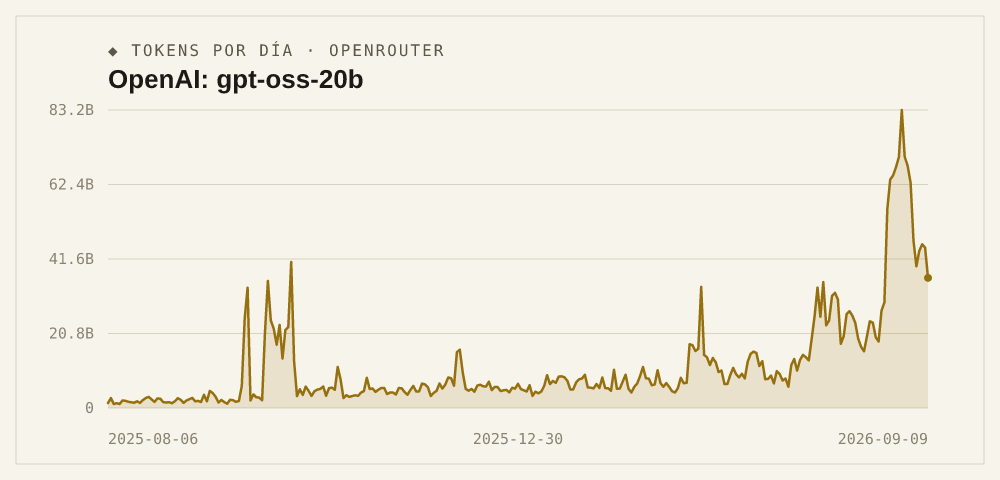 ◆ TOKENS POR DÍA · OPENROUTER
OpenAI: gpt-oss-20b
83.2B
62.4B
41.6B
20.8B
0
2025-08-06 2025-12-30 2026-09-09